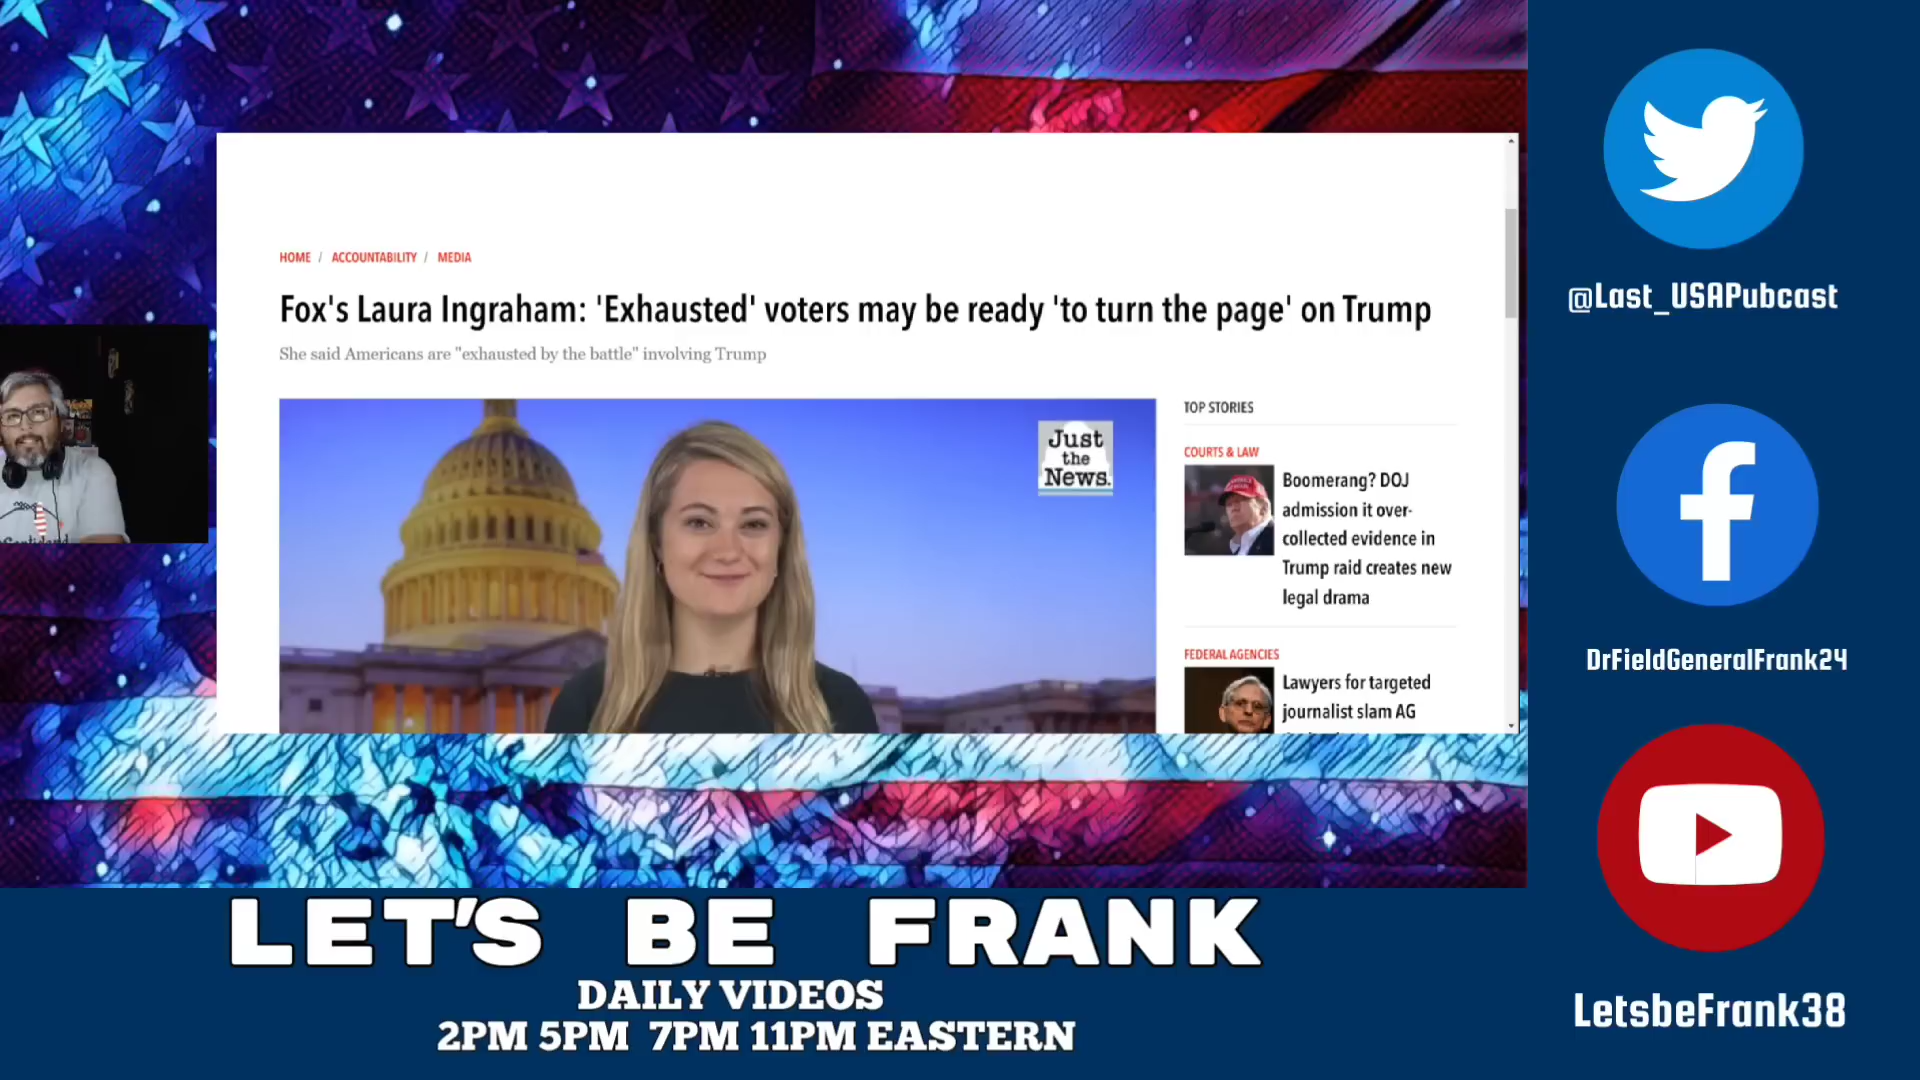 HOME / ACCOUNTABILITY / MEDIA
Fox's Laura Ingraham: 'Exhausted' voters may be ready 'to turn the page' on Trump
She said Americans are "exhausted by the battle" involving Trump
Just
the
News.
TOP STORIES
COURTS & LAW
Boomerang? DOJ
admission it over-
collected evidence in
Trump raid creates new
legal drama
FEDERAL AGENCIES
Lawyers for targeted
journalist slam AG
@Last_USAPubcast
DrFieldGeneralFrank24
LetsbeFrank38
LET'S BE FRANK
DAILY VIDEOS
2PM 5PM 7PM 11PM EASTERN